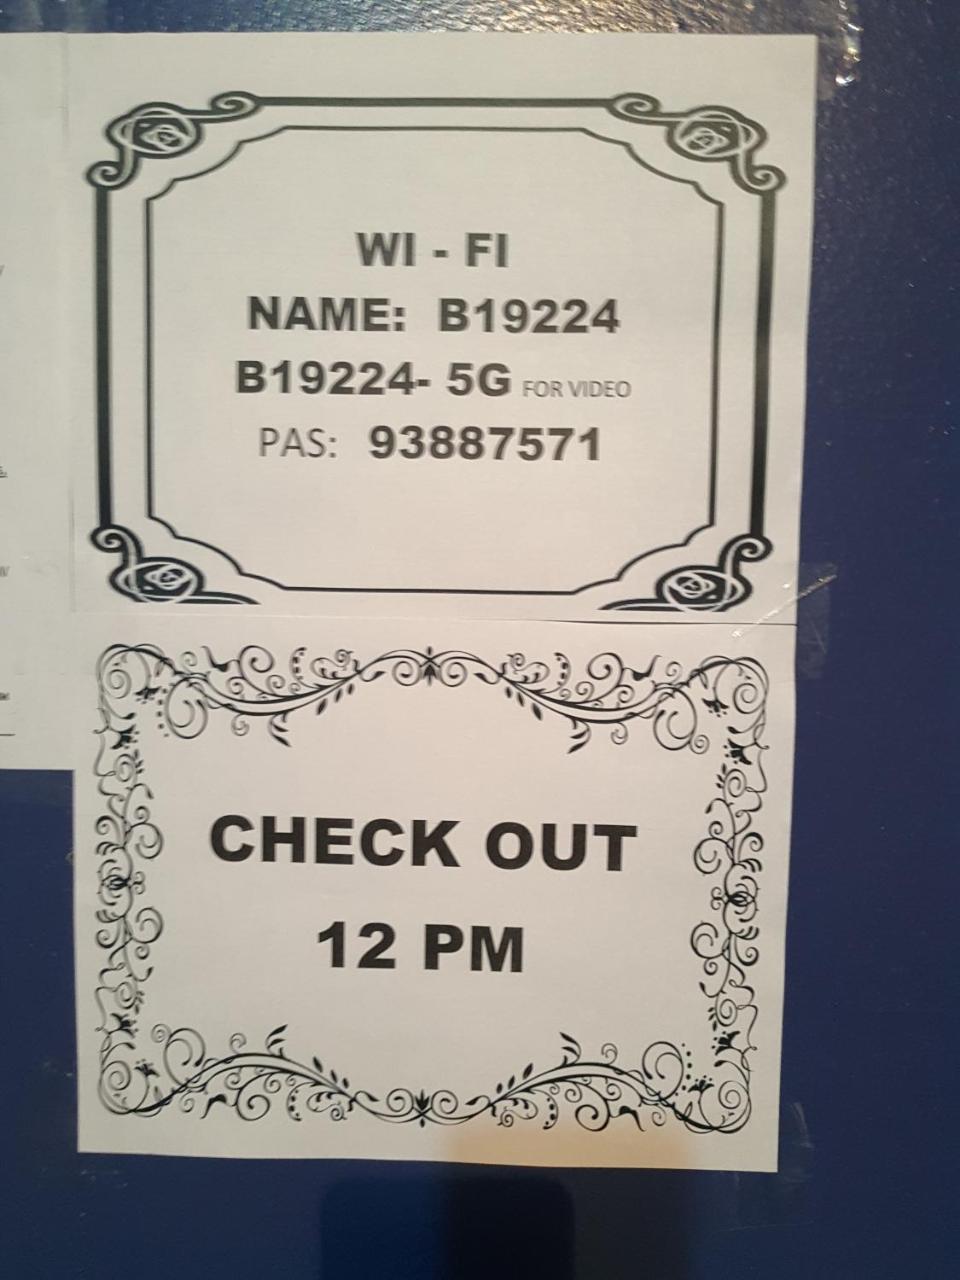 WI - FI
NAME: B19224
B19224- 5G FOR VIDEO
PAS: 93887571
CHECK OUT
12 PM